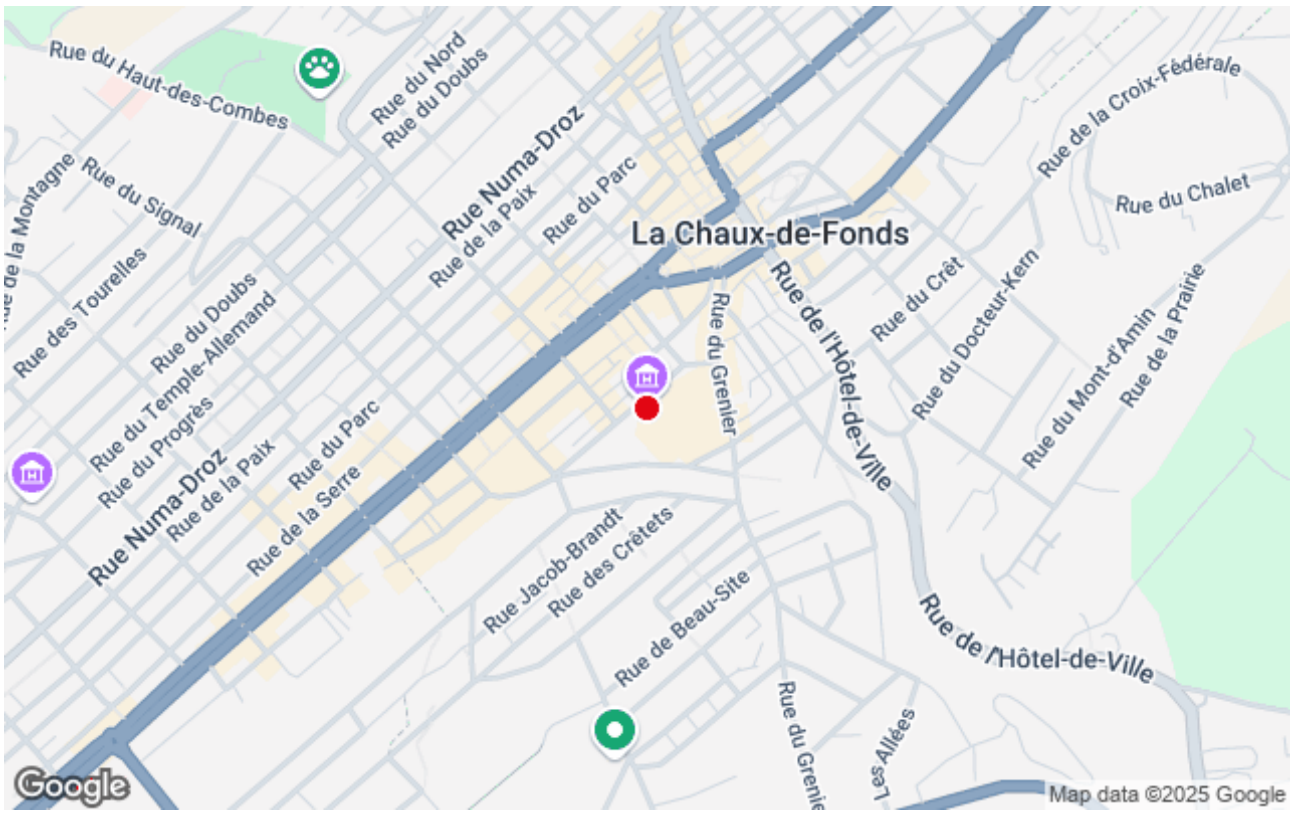 Rue du Haut-des-Combes
Rue du Nord
Rue du Doubs
Rue Numa-Droz
Rue de la Croix-Fédérale
Rue de la Montagne
Rue du Signal
Rue de la Paix
Rue du Parc
Rue du Chalet
La Chaux-de-Fonds
Rue des Tourelles
Rue du Doubs
Rue du Temple-Allemand
Rue du Progrès
Rue du Grenier
Rue de l'Hôtel-de-Ville
Rue du Crêt
Rue du Docteur-Kern
Rue du Mont-d'Amin
Rue de la Prairie
Rue Numa-Droz
Rue de la Paix
Rue du Parc
Rue de la Serre
Rue Jacob-Brandt
Rue des Crêtets
Rue de Beau-Site
Rue de l'Hôtel-de-Ville
Rue du Grenie
Les Allées
Google
Map data ©2025 Google